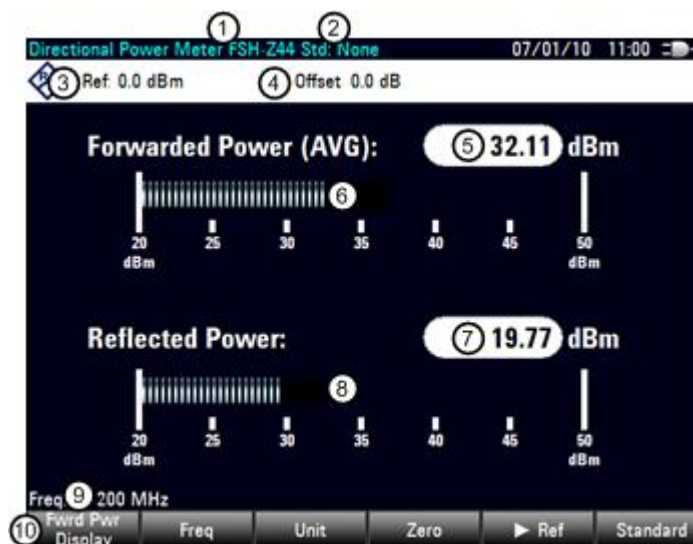 1 2
Directional Power Meter FSH-Z44 Std: None 07/01/10 11:00
3 Ref: 0.0 dBm 4 Offset 0.0 dB
Forwarded Power (AVG): 5 32.11 dBm
6
20 25 30 35 40 45 50
dBm dBm
Reflected Power: 7 19.77 dBm
8
20 25 30 35 40 45 50
dBm dBm
Freq 9 200 MHz
10 Fwrd Pwr Display Freq Unit Zero ► Ref Standard